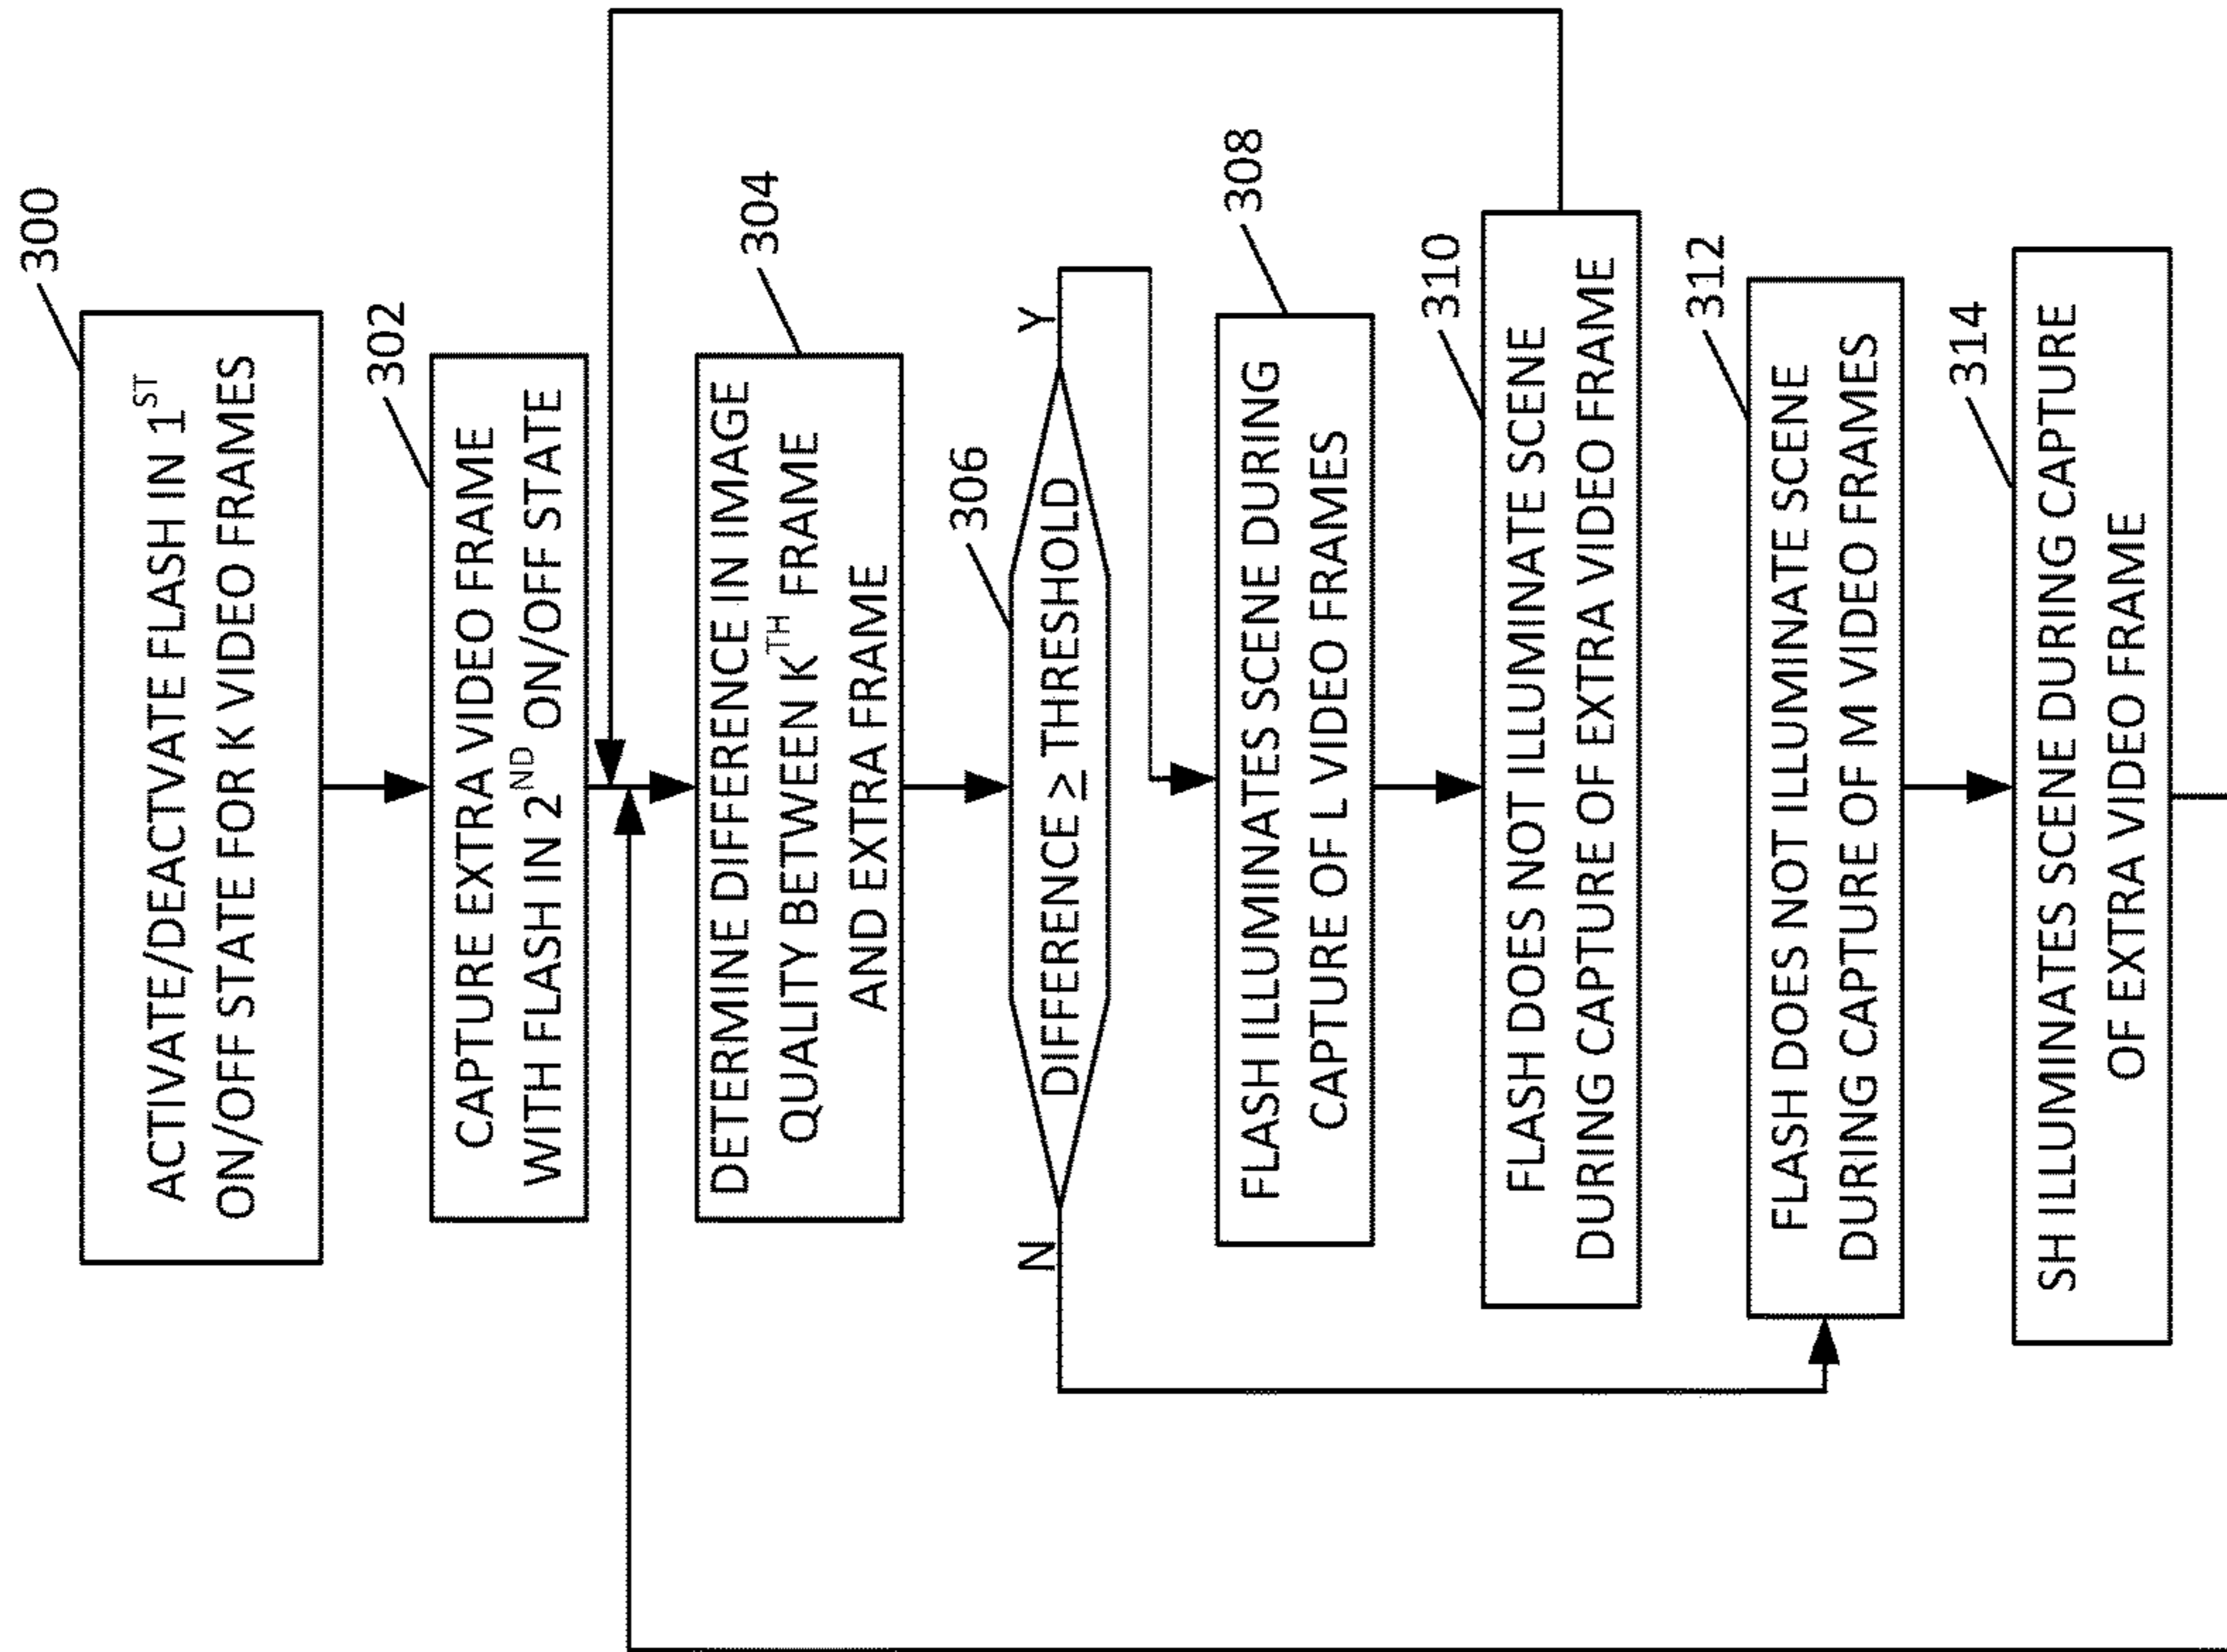 300
ACTIVATE/DEACTVATE FLASH IN 1ST
ON/OFF STATE FOR K VIDEO FRAMES
302
CAPTURE EXTRA VIDEO FRAME
WITH FLASH IN 2ND ON/OFF STATE
304
DETERMINE DIFFERENCE IN IMAGE
QUALITY BETWEEN KTH FRAME
AND EXTRA FRAME
306
N
DIFFERENCE ≥ THRESHOLD
Y
308
FLASH ILLUMINATES SCENE DURING
CAPTURE OF L VIDEO FRAMES
310
FLASH DOES NOT ILLUMINATE SCENE
DURING CAPTURE OF EXTRA VIDEO FRAME
312
FLASH DOES NOT ILLUMINATE SCENE
DURING CAPTURE OF M VIDEO FRAMES
314
SH ILLUMINATES SCENE DURING CAPTURE
OF EXTRA VIDEO FRAME